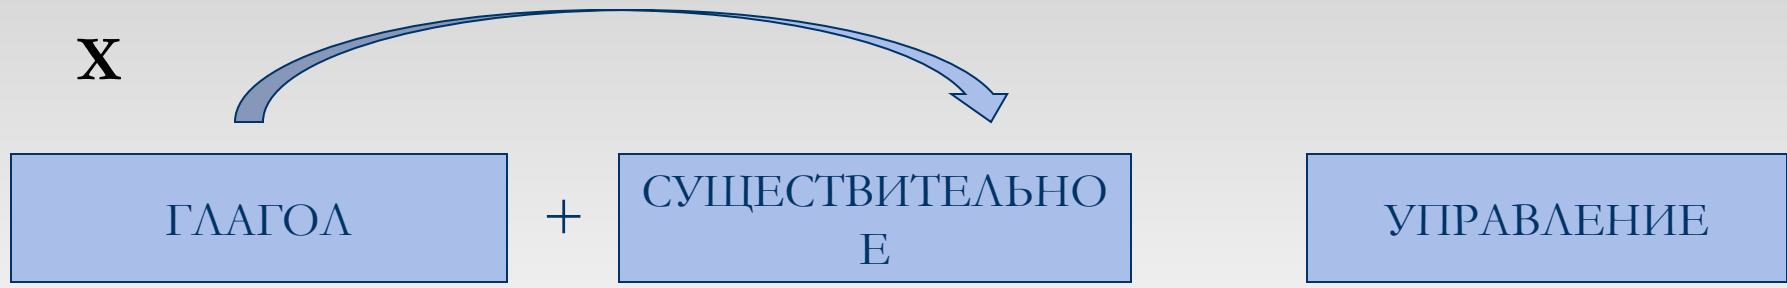 х
ГЛАГОЛ + СУЩЕСТВИТЕЛЬНО
Е
УПРАВЛЕНИЕ